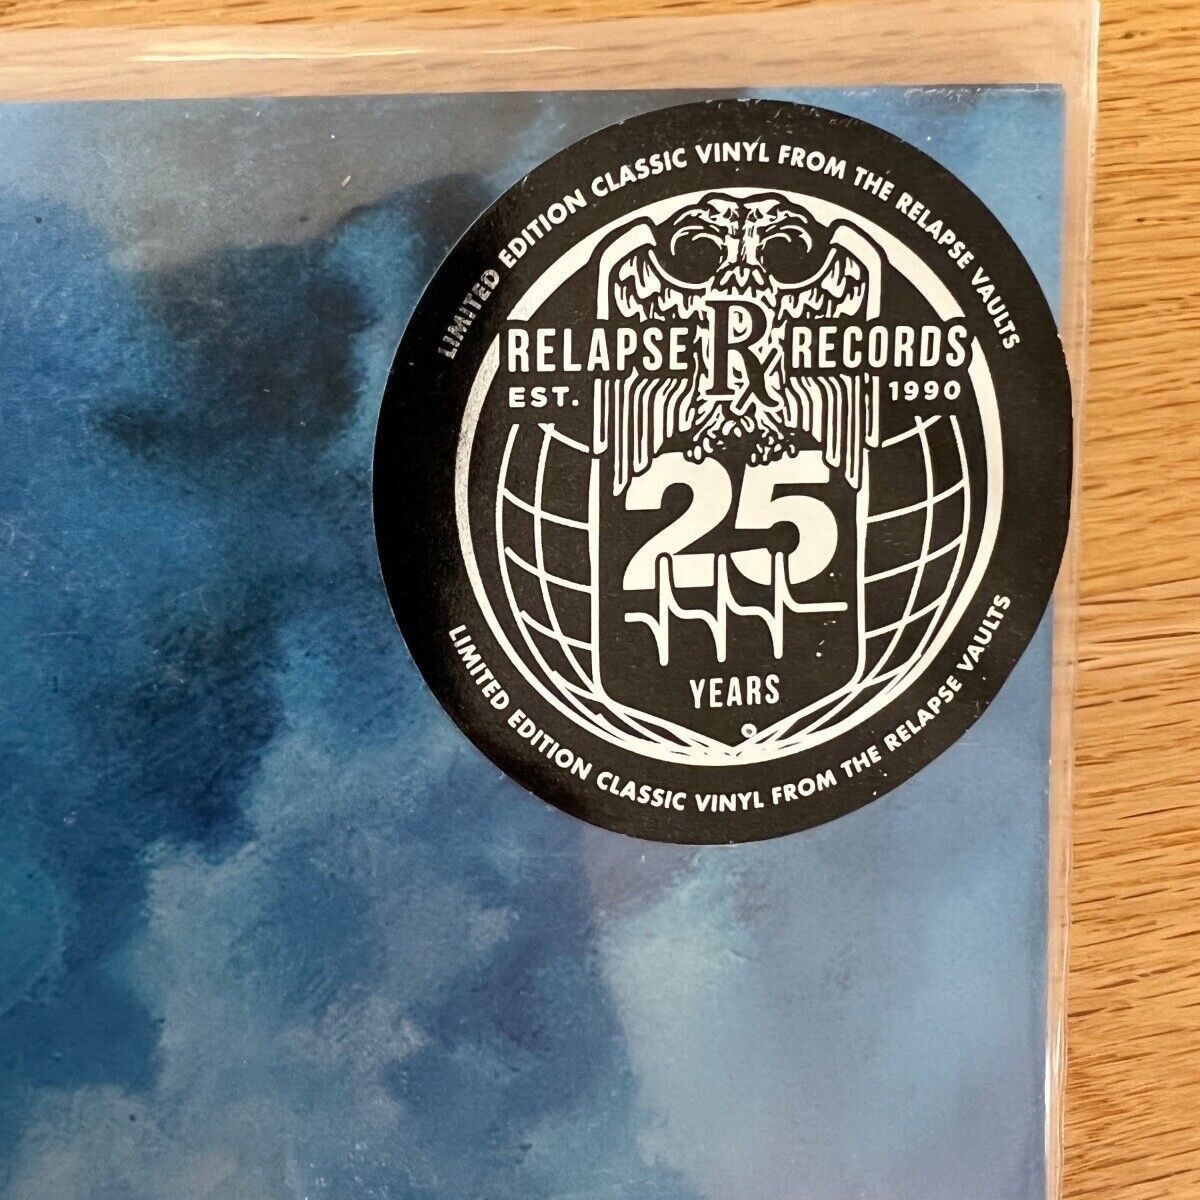 LIMITED EDITION CLASSIC VINYL FROM THE RELAPSE VAULTS
RELAPSE R RECORDS
EST. 1990
25
YEARS
LIMITED EDITION CLASSIC VINYL FROM THE RELAPSE VAULTS